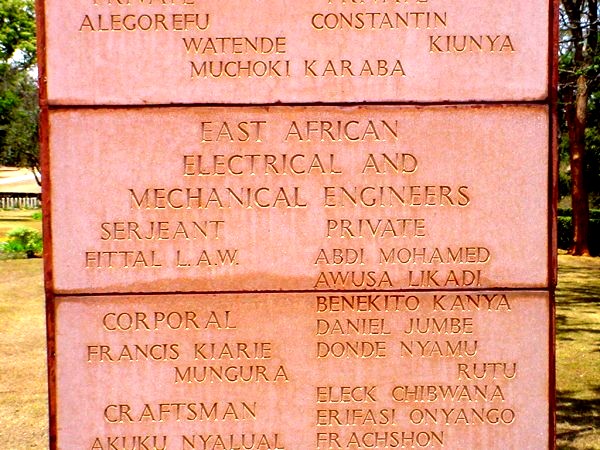 PRIVATE PRIVATE
ALEGOREFU CONSTANTIN
WATENDE KIUNYA
MUCHOKI KARABA
EAST AFRICAN
ELECTRICAL AND
MECHANICAL ENGINEERS
SERJEANT
FITTAL L.A.W.
CORPORAL
FRANCIS KIARIE
MUNGURA
CRAFTSMAN
AKUKU NYALUAL
PRIVATE
ABDI MOHAMED
AWUSA LIKADI
BENEKITO KANYA
DANIEL JUMBE
DONDE NYAMU
RUTU
ELECK CHIBWANA
ERIFASI ONYANGO
FRACHSHON